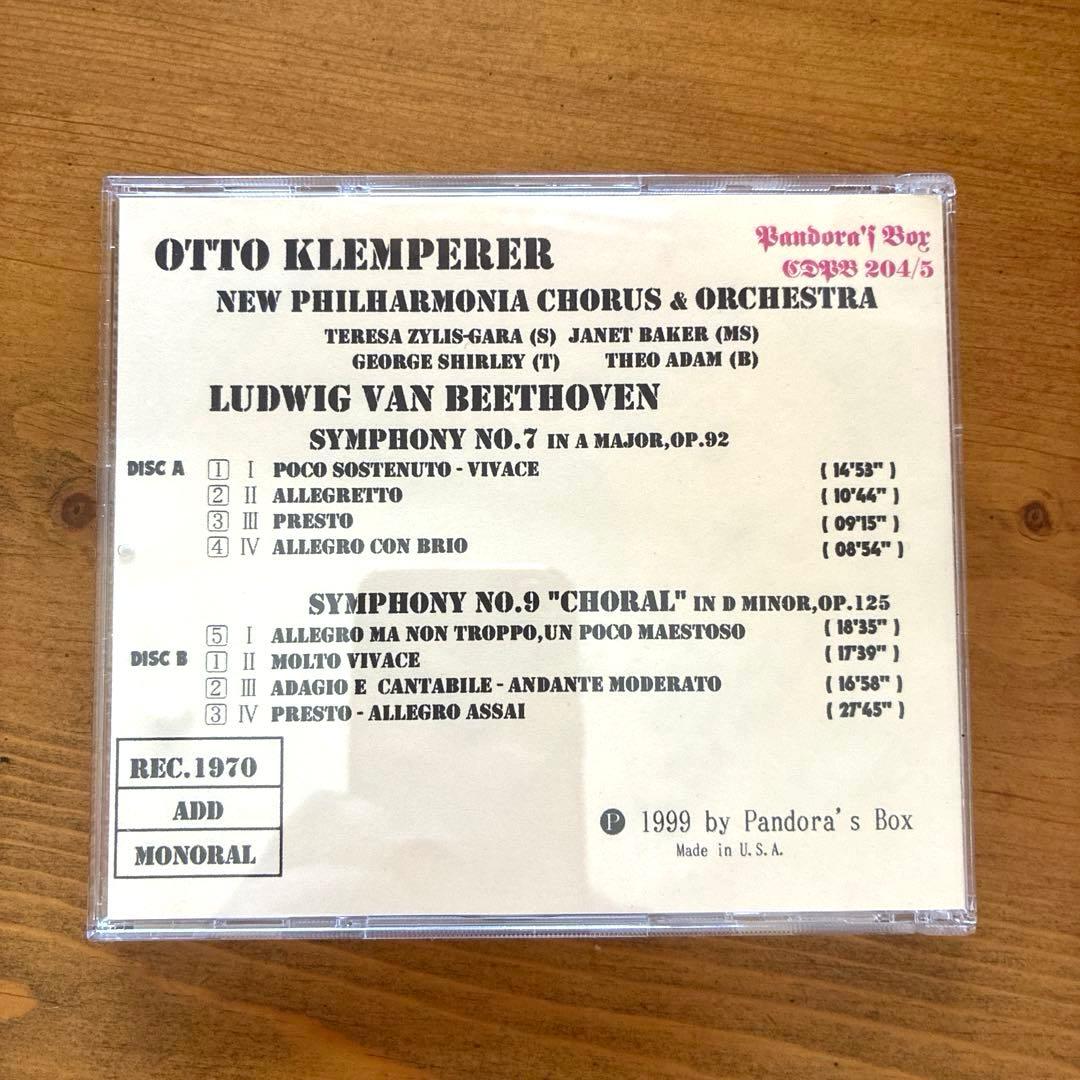 OTTO KLEMPERER
Pandora's Box
CDPB 204/5
NEW PHILHARMONIA CHORUS & ORCHESTRA
TERESA ZYLIS-GARA (S) JANET BAKER (MS)
GEORGE SHIRLEY (T) THEO ADAM (B)
LUDWIG VAN BEETHOVEN
SYMPHONY NO.7 IN A MAJOR,OP.92
DISC A 1 I POCO SOSTENUTO - VIVACE ( 14'53" )
2 II ALLEGRETTO ( 10'44" )
3 III PRESTO ( 09'15" )
4 IV ALLEGRO CON BRIO ( 08'54" )
SYMPHONY NO.9 "CHORAL" IN D MINOR,OP.125
5 I ALLEGRO MA NON TROPPO,UN POCO MAESTOSO ( 18'35" )
DISC B 1 II MOLTO VIVACE ( 17'39" )
2 III ADAGIO E CANTABILE - ANDANTE MODERATO ( 16'58" )
3 IV PRESTO - ALLEGRO ASSAI ( 27'45" )
REC.1970
ADD
MONORAL
Ⓟ 1999 by Pandora's Box
Made in U.S.A.